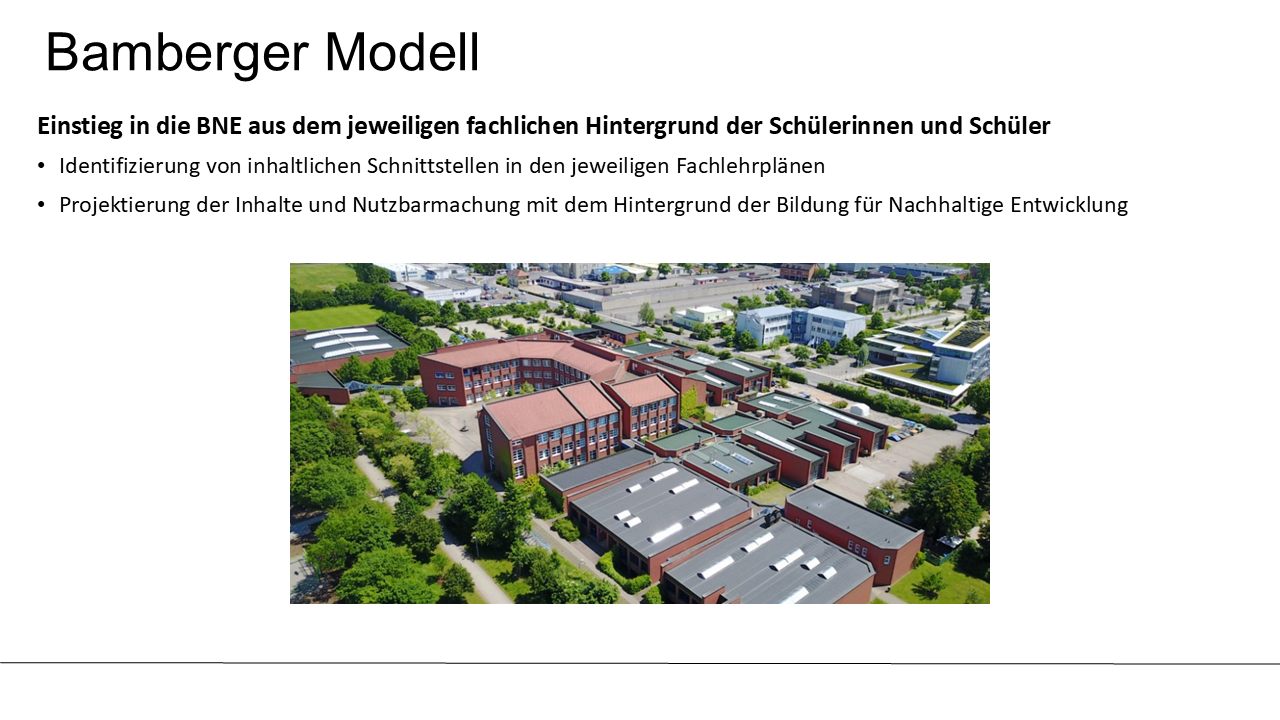 Bamberger Modell
Einstieg in die BNE aus dem jeweiligen fachlichen Hintergrund der Schülerinnen und Schüler
• Identifizierung von inhaltlichen Schnittstellen in den jeweiligen Fachlehrplänen
• Projektierung der Inhalte und Nutzbarmachung mit dem Hintergrund der Bildung für Nachhaltige Entwicklung